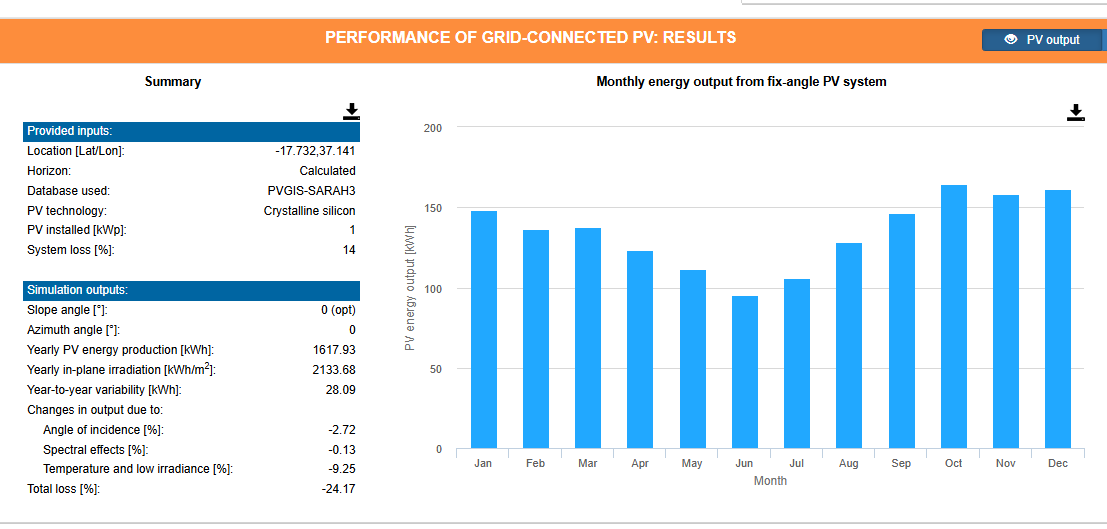 PERFORMANCE OF GRID-CONNECTED PV: RESULTS
PV output
Summary
Provided inputs:
Location [Lat/Lon]: -17.732,37.141
Horizon: Calculated
Database used: PVGIS-SARAH3
PV technology: Crystalline silicon
PV installed [kWp]: 1
System loss [%]: 14
Simulation outputs:
Slope angle [°]: 0 (opt)
Azimuth angle [°]: 0
Yearly PV energy production [kWh]: 1617.93
Yearly in-plane irradiation [kWh/m²]: 2133.68
Year-to-year variability [kWh]: 28.09
Changes in output due to:
Angle of incidence [%]: -2.72
Spectral effects [%]: -0.13
Temperature and low irradiance [%]: -9.25
Total loss [%]: -24.17
Monthly energy output from fix-angle PV system
PV energy output [kWh]
200
150
100
50
0
Jan Feb Mar Apr May Jun Jul Aug Sep Oct Nov Dec
Month